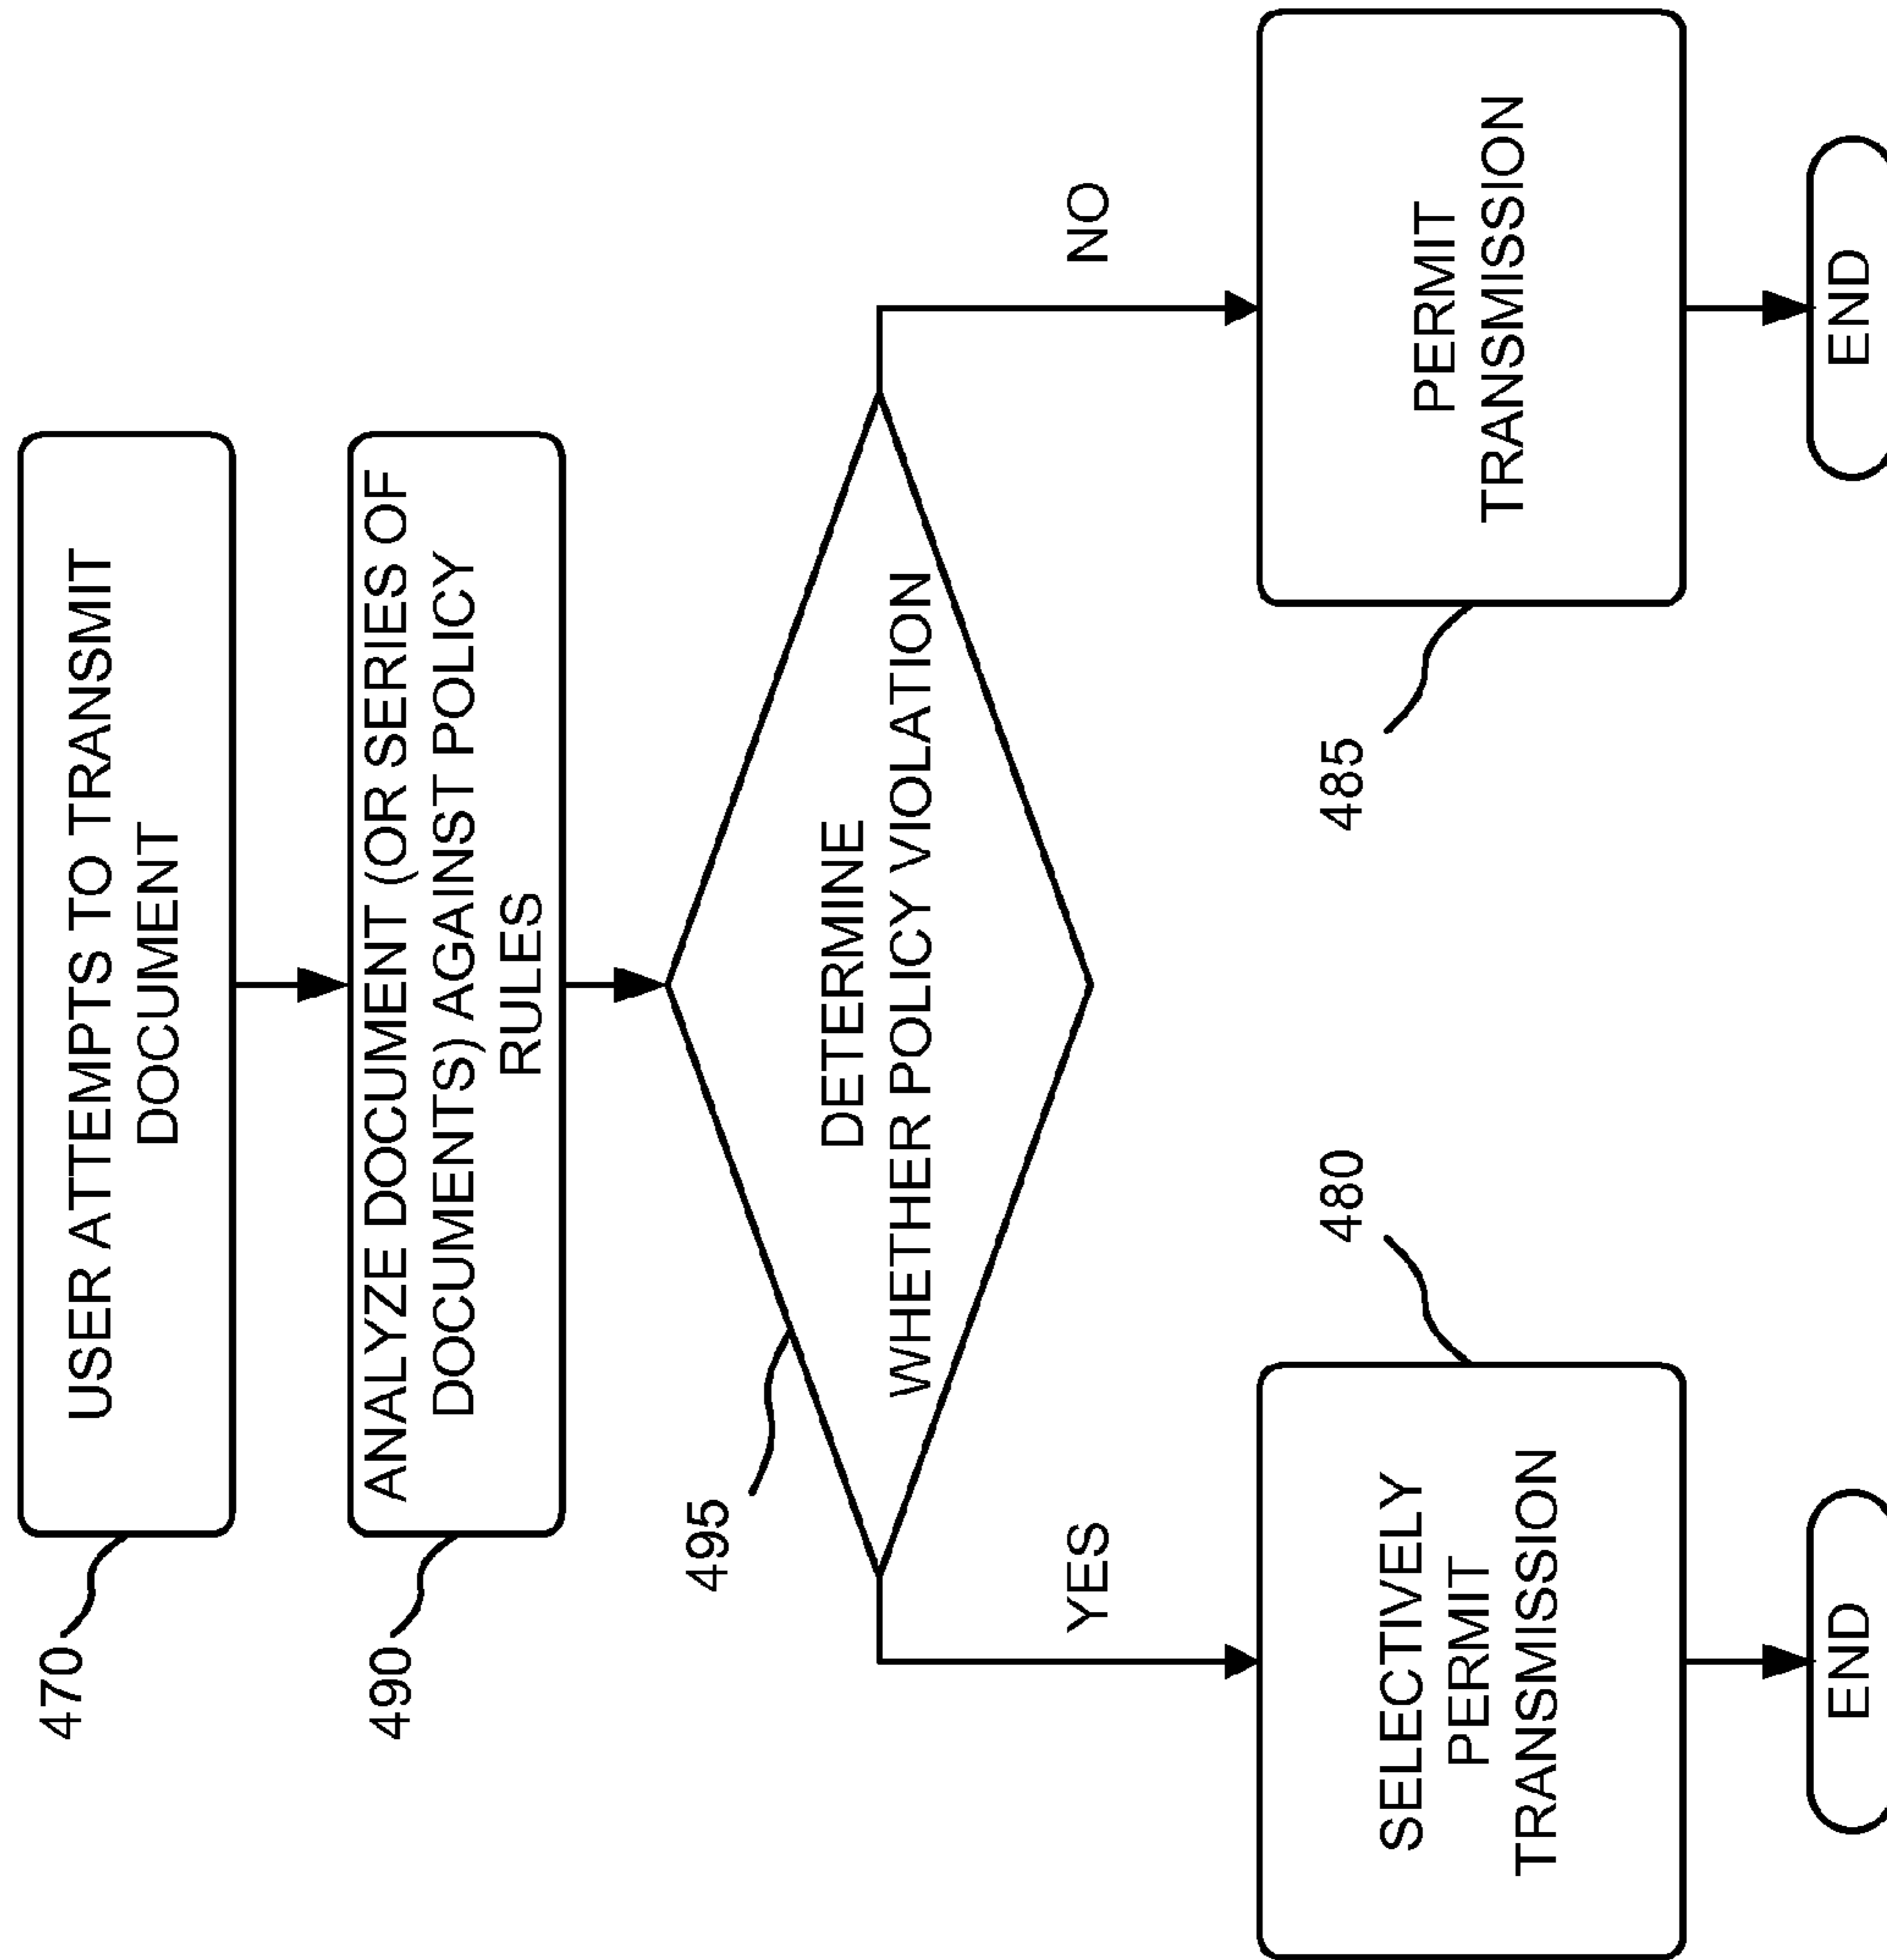 470
USER ATTEMPTS TO TRANSMIT
DOCUMENT
490
ANALYZE DOCUMENT (OR SERIES OF
DOCUMENTS) AGAINST POLICY
RULES
495
DETERMINE
WHETHER POLICY VIOLATION
YES
NO
480
SELECTIVELY
PERMIT
TRANSMISSION
485
PERMIT
TRANSMISSION
END
END